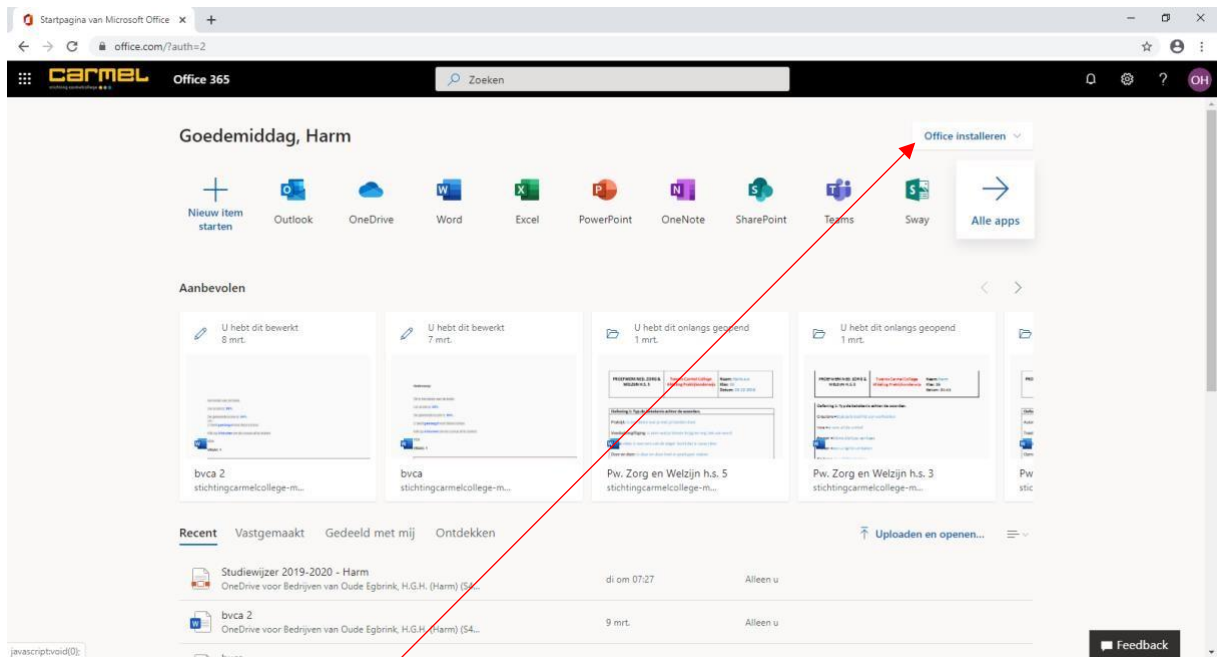 Startpagina van Microsoft Office
office.com/?auth=2
carmel
Office 365
Zoeken
OH
Goedemiddag, Harm
Office installeren
Nieuw item
starten
Outlook
OneDrive
Word
Excel
PowerPoint
OneNote
SharePoint
Teams
Sway
Alle apps
Aanbevolen
U hebt dit bewerkt
8 mrt.
U hebt dit bewerkt
7 mrt.
U hebt dit onlangs geopend
1 mrt.
U hebt dit onlangs geopend
1 mrt.
bvca 2
stichtingcarmelcollege-m...
bvca
stichtingcarmelcollege-m...
Pw. Zorg en Welzijn h.s. 5
stichtingcarmelcollege-m...
Pw. Zorg en Welzijn h.s. 3
stichtingcarmelcollege-m...
Pw
stic
Recent Vastgemaakt Gedeeld met mij Ontdekken
Uploaden en openen...
Studiewijzer 2019-2020 - Harm
OneDrive voor Bedrijven van Oude Egbrink, H.G.H. (Harm) (S4...
di om 07:27
Alleen u
bvca 2
OneDrive voor Bedrijven van Oude Egbrink, H.G.H. (Harm) (S4...
9 mrt.
Alleen u
Feedback
javascript:void(0);